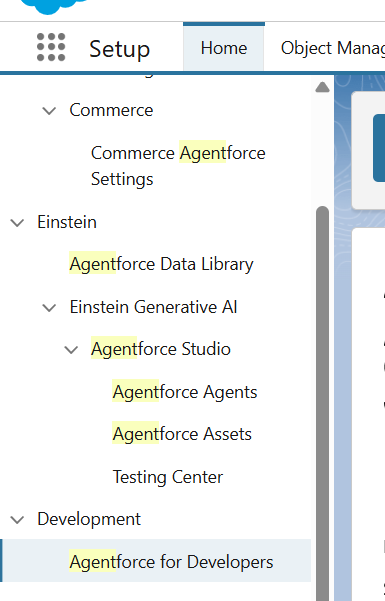 Setup
Home
Object Manag
Commerce
Commerce Agentforce
Settings
Einstein
Agentforce Data Library
Einstein Generative AI
Agentforce Studio
Agentforce Agents
Agentforce Assets
Testing Center
Development
Agentforce for Developers